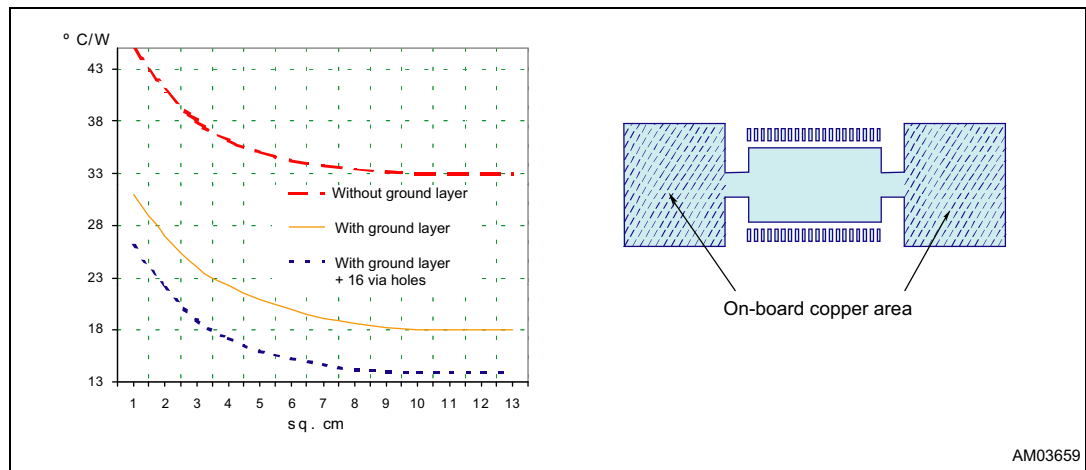 º C/W
43
38
33
28
23
18
13
1 2 3 4 5 6 7 8 9 10 11 12 13
sq. cm
Without ground layer
With ground layer
With ground layer
+ 16 via holes
On-board copper area
AM03659